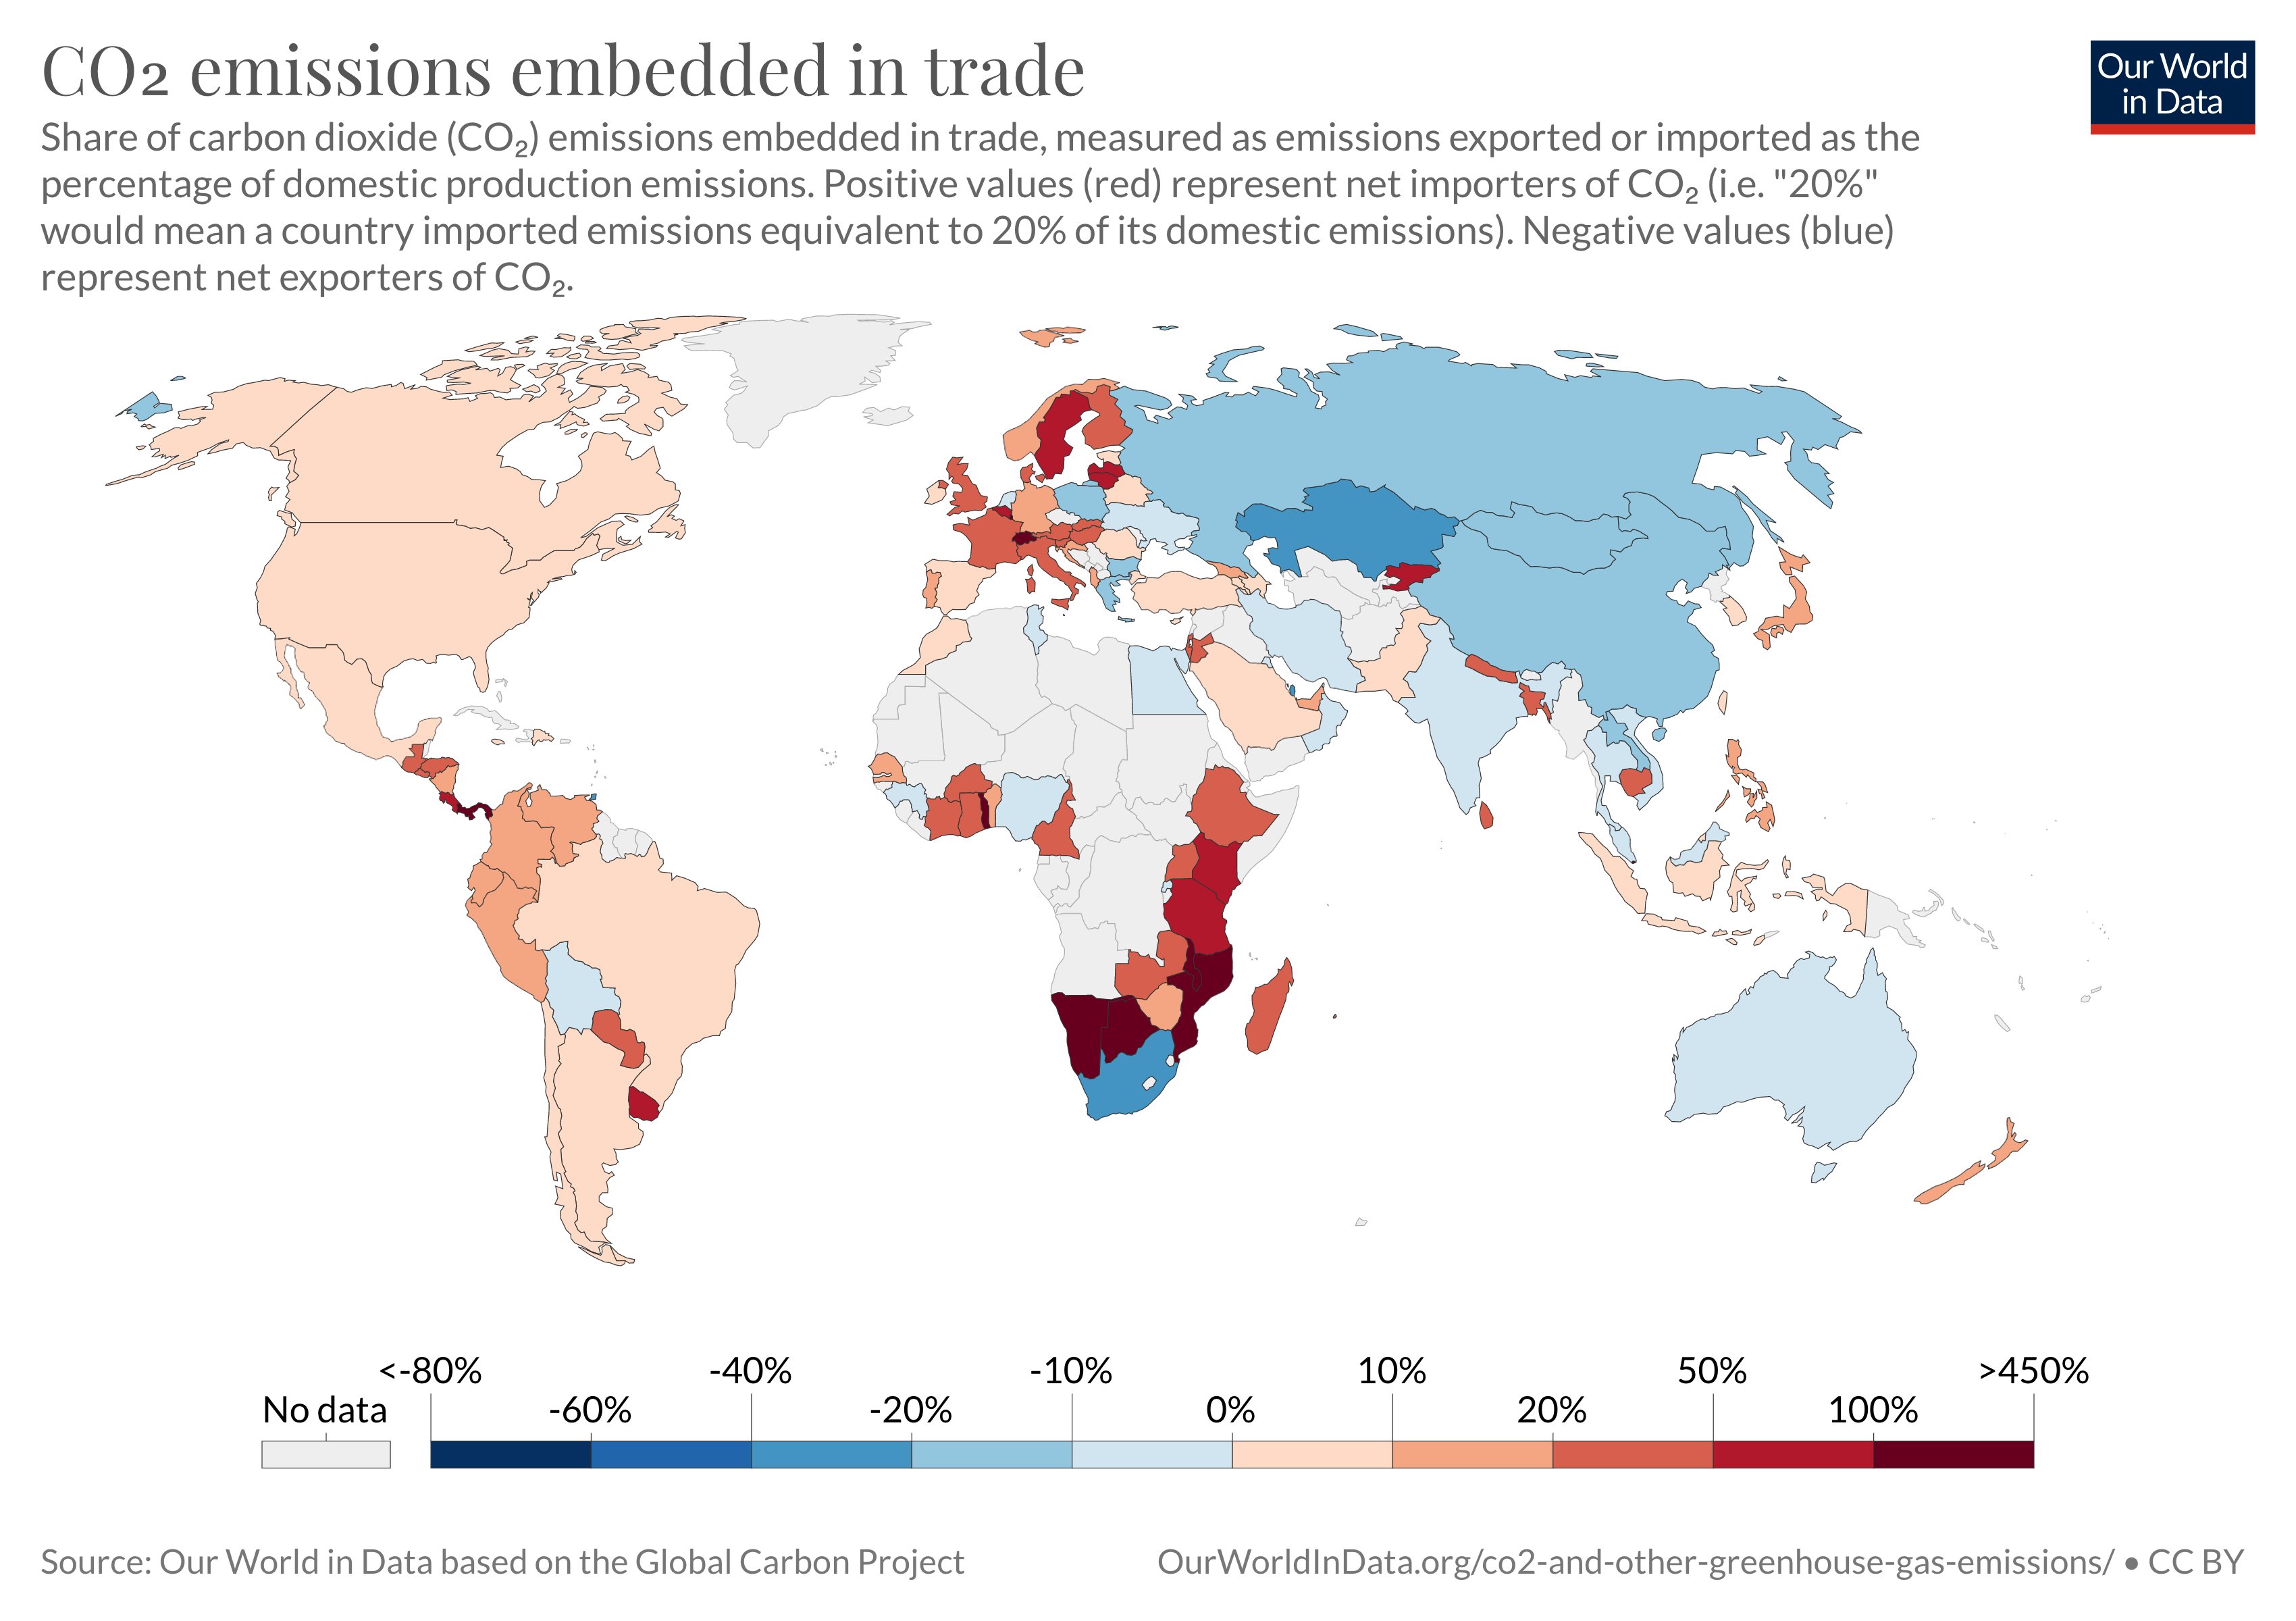 CO2 emissions embedded in trade
Our World
in Data
Share of carbon dioxide (CO₂) emissions embedded in trade, measured as emissions exported or imported as the
percentage of domestic production emissions. Positive values (red) represent net importers of CO₂ (i.e. "20%"
would mean a country imported emissions equivalent to 20% of its domestic emissions). Negative values (blue)
represent net exporters of CO₂.
<-80% -40% -10% 10% 50% >450%
No data -60% -20% 0% 20% 100%
Source: Our World in Data based on the Global Carbon Project
OurWorldInData.org/co2-and-other-greenhouse-gas-emissions/ • CC BY